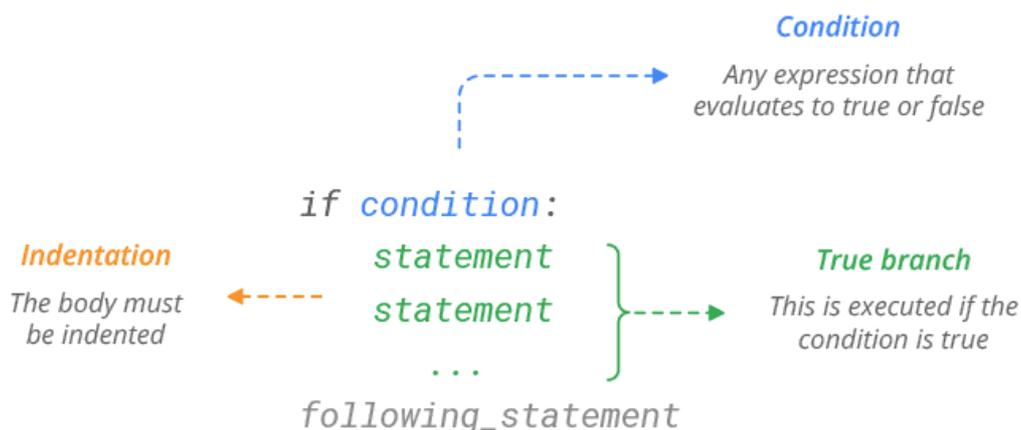 Condition
Any expression that
evaluates to true or false
if condition:
statement
statement
...
following_statement
Indentation
The body must
be indented
True branch
This is executed if the
condition is true